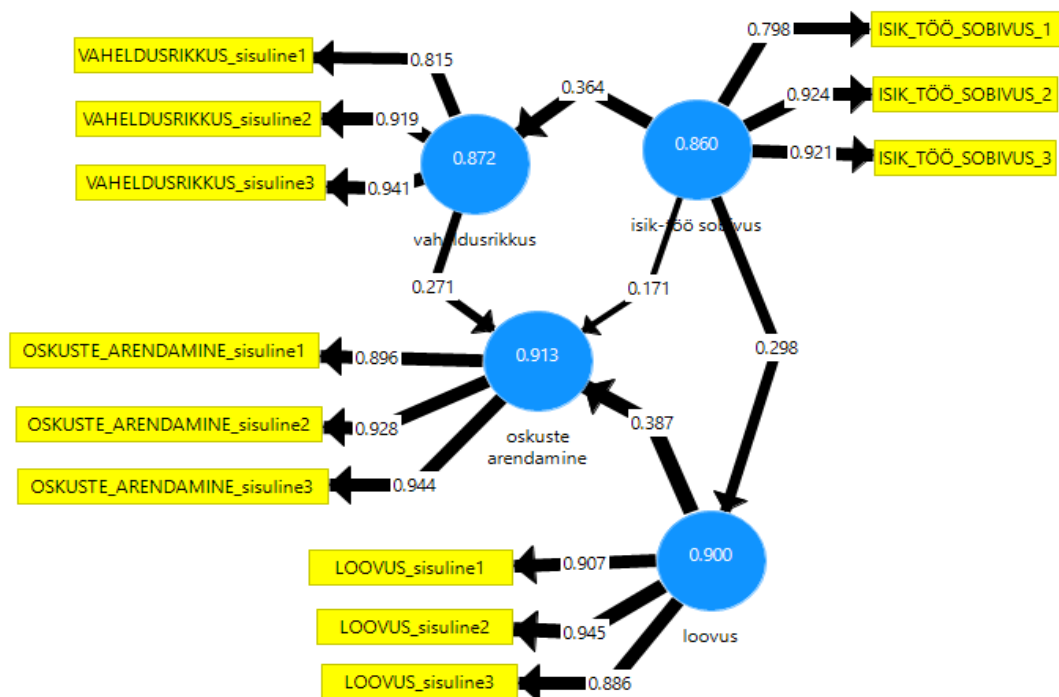 0.798
ISIK_TÖÖ_SOBIVUS_1
VAHELDUSRIKKUS_sisuline1
0.815
0.364
0.924
ISIK_TÖÖ_SOBIVUS_2
VAHELDUSRIKKUS_sisuline2
0.919
0.872
0.860
0.921
ISIK_TÖÖ_SOBIVUS_3
VAHELDUSRIKKUS_sisuline3
0.941
vaheldusrikkus
isik-töö sobivus
0.271
0.171
OSKUSTE_ARENDAMINE_sisuline1
0.896
0.913
0.298
OSKUSTE_ARENDAMINE_sisuline2
0.928
oskuste
arendamine
0.387
OSKUSTE_ARENDAMINE_sisuline3
0.944
LOOVUS_sisuline1
0.907
0.900
LOOVUS_sisuline2
0.945
loovus
LOOVUS_sisuline3
0.886